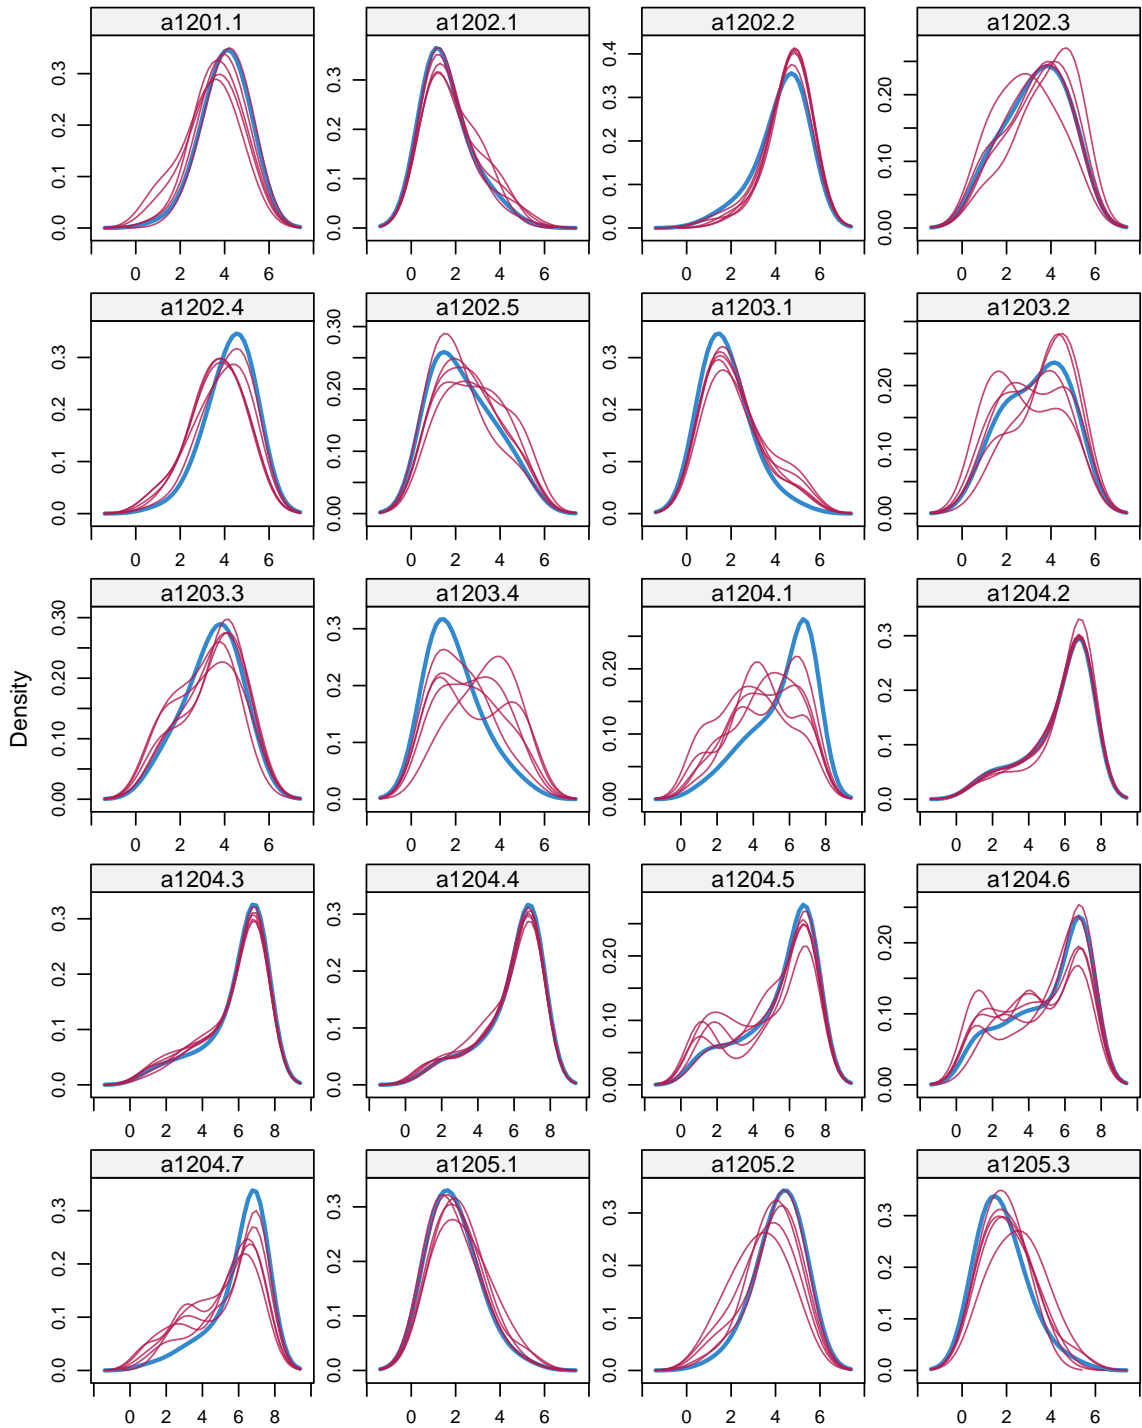 a1201.1 a1202.1 a1202.2 a1202.3
0.0 0.1 0.2 0.3 0.0 0.1 0.2 0.3 0.0 0.1 0.2 0.3 0.4 0.00 0.10 0.20
0 2 4 6 0 2 4 6 0 2 4 6 0 2 4 6
a1202.4 a1202.5 a1203.1 a1203.2
0.0 0.1 0.2 0.3 0.00 0.10 0.20 0.30 0.0 0.1 0.2 0.3 0.00 0.10 0.20
0 2 4 6 0 2 4 6 0 2 4 6 0 2 4 6
a1203.3 a1203.4 a1204.1 a1204.2
Density
0.00 0.10 0.20 0.30 0.0 0.1 0.2 0.3 0.00 0.10 0.20 0.0 0.1 0.2 0.3
0 2 4 6 0 2 4 6 0 2 4 6 8 0 2 4 6 8
a1204.3 a1204.4 a1204.5 a1204.6
0.0 0.1 0.2 0.3 0.0 0.1 0.2 0.3 0.00 0.10 0.20 0.00 0.10 0.20
0 2 4 6 8 0 2 4 6 8 0 2 4 6 8 0 2 4 6 8
a1204.7 a1205.1 a1205.2 a1205.3
0.0 0.1 0.2 0.3 0.0 0.1 0.2 0.3 0.0 0.1 0.2 0.3 0.0 0.1 0.2 0.3
0 2 4 6 8 0 2 4 6 0 2 4 6 0 2 4 6